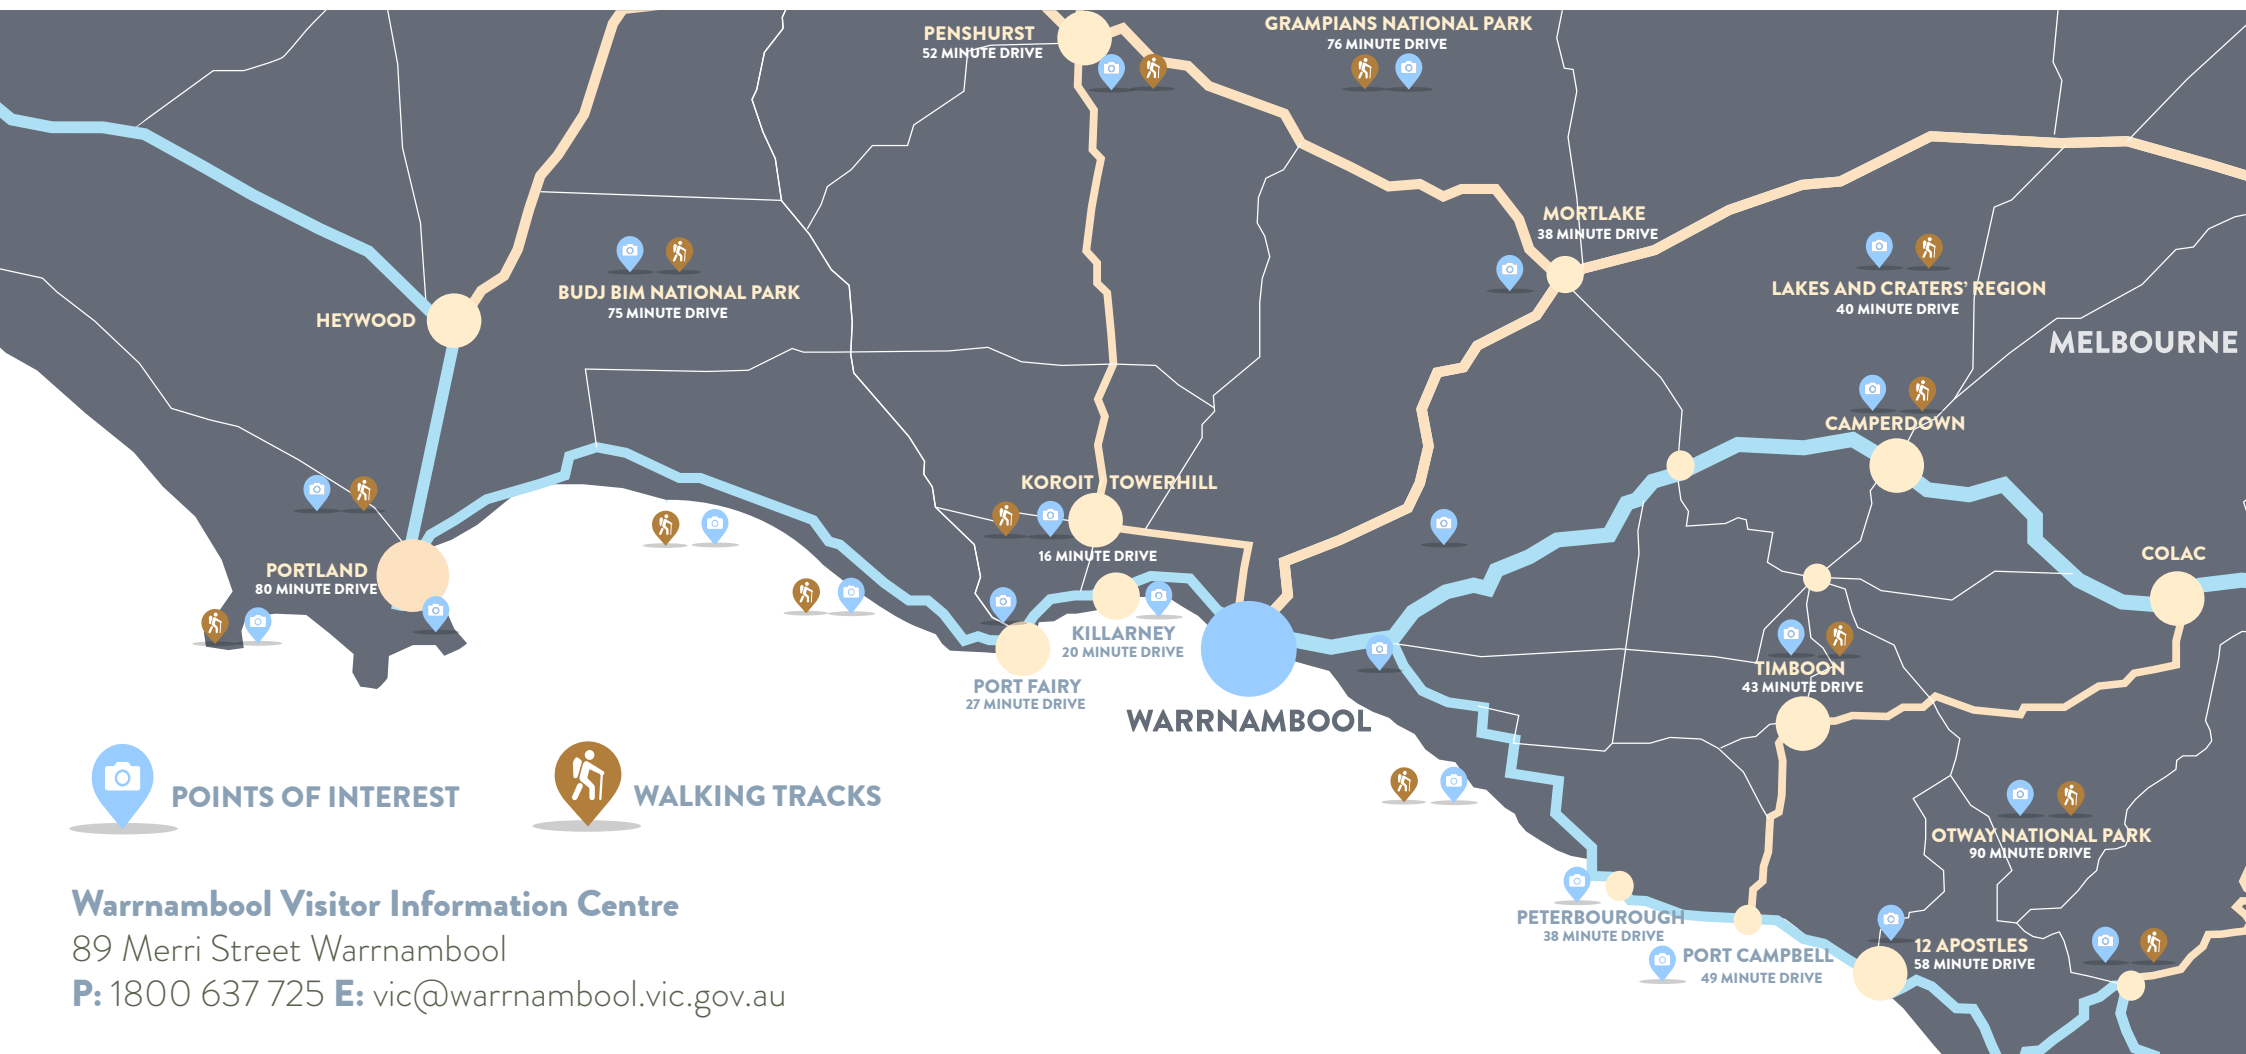 PENSHURST
52 MINUTE DRIVE
GRAMPIANS NATIONAL PARK
76 MINUTE DRIVE
MORTLAKE
38 MINUTE DRIVE
BUDJ BIM NATIONAL PARK
75 MINUTE DRIVE
HEYWOOD
LAKES AND CRATERS’ REGION
40 MINUTE DRIVE
MELBOURNE
CAMPERDOWN
KOROIT / TOWERHILL
16 MINUTE DRIVE
COLAC
PORTLAND
80 MINUTE DRIVE
KILLARNEY
20 MINUTE DRIVE
PORT FAIRY
27 MINUTE DRIVE
WARRNAMBOOL
TIMBOON
43 MINUTE DRIVE
POINTS OF INTEREST
WALKING TRACKS
OTWAY NATIONAL PARK
90 MINUTE DRIVE
PETERBOUROUGH
38 MINUTE DRIVE
PORT CAMPBELL
49 MINUTE DRIVE
12 APOSTLES
58 MINUTE DRIVE
Warrnambool Visitor Information Centre
89 Merri Street Warrnambool
P: 1800 637 725 E: vic@warrnambool.vic.gov.au